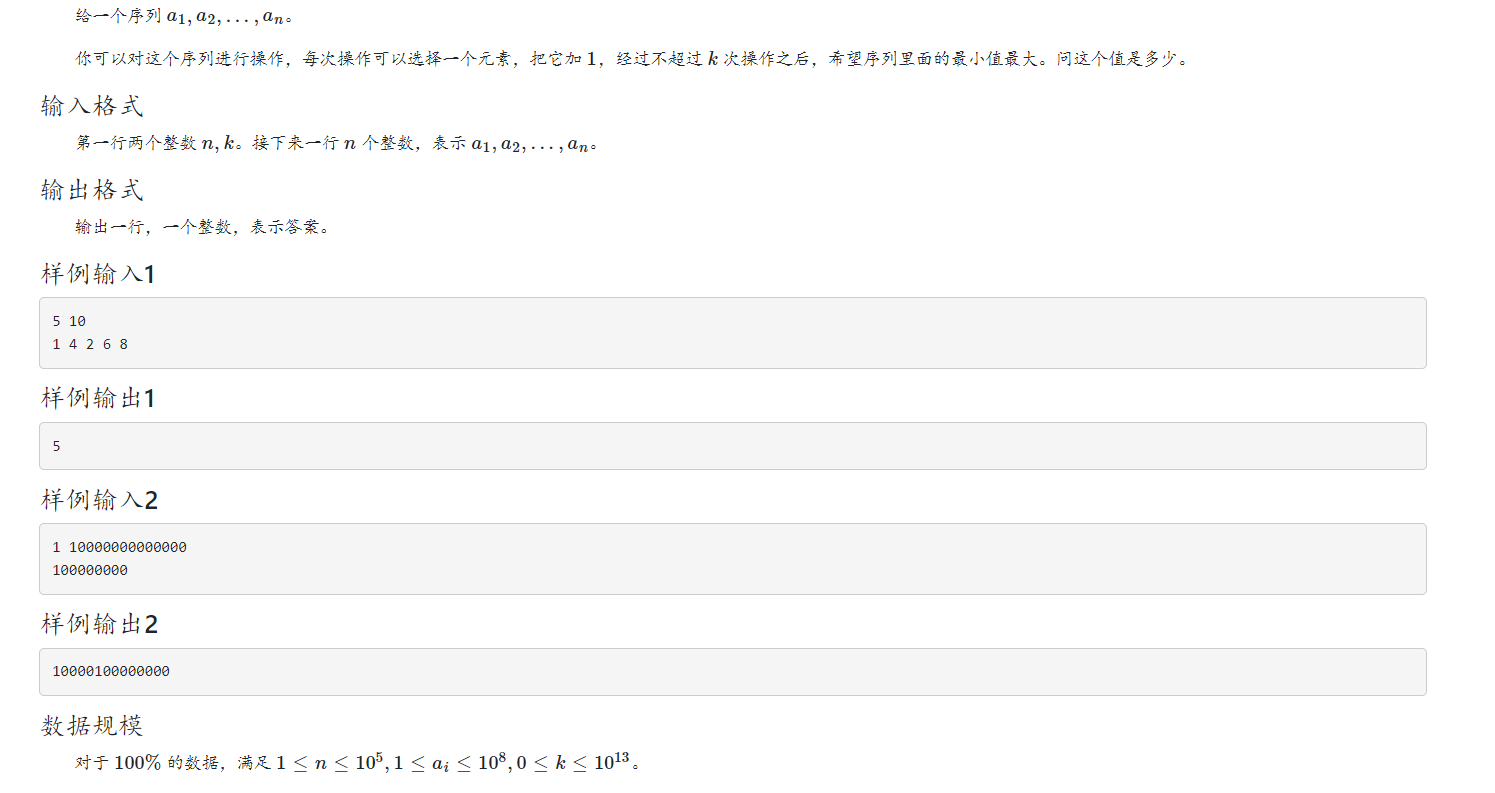 给一个序列 a₁, a₂, …, aₙ。
你可以对这个序列进行操作，每次操作可以选择一个元素，把它加 1，经过不超过 k 次操作之后，希望序列里面的最小值最大。问这个值是多少。
输入格式
第一行两个整数 n, k。接下来一行 n 个整数，表示 a₁, a₂, …, aₙ。
输出格式
输出一行，一个整数，表示答案。
样例输入1
5 10
1 4 2 6 8
样例输出1
5
样例输入2
1 10000000000000
100000000
样例输出2
10000100000000
数据规模
对于 100% 的数据，满足 1 ≤ n ≤ 10⁵, 1 ≤ aᵢ ≤ 10⁸, 0 ≤ k ≤ 10¹³。